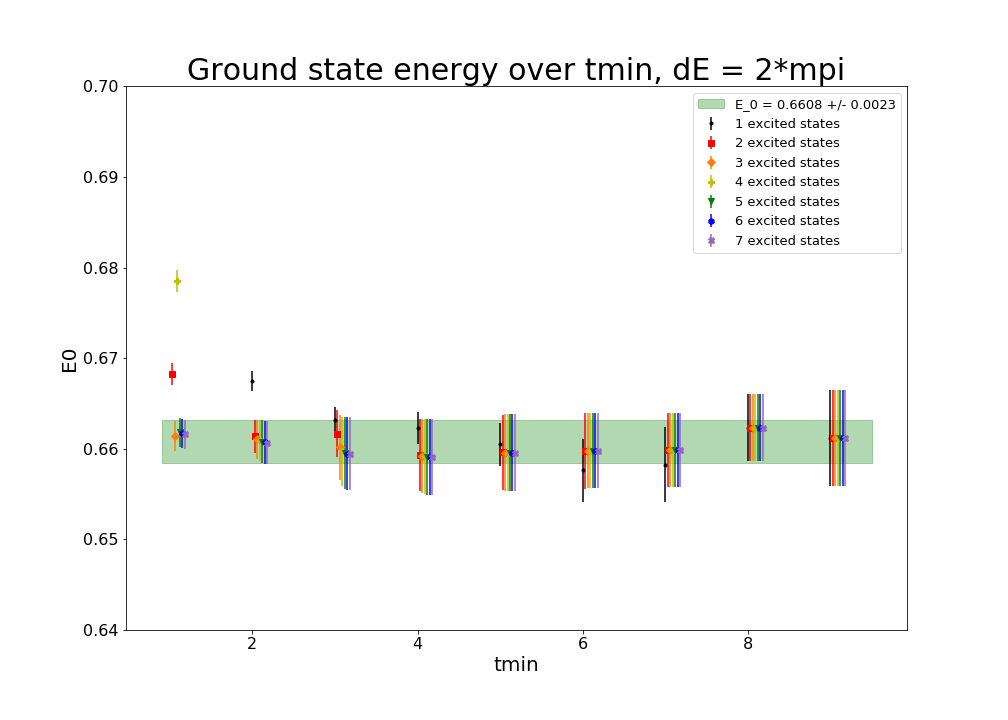 Ground state energy over tmin, dE = 2*mpi
0.70
0.69
0.68
0.67
0.66
0.65
0.64
E0
2
4
6
8
tmin
E_0 = 0.6608 +/- 0.0023
1 excited states
2 excited states
3 excited states
4 excited states
5 excited states
6 excited states
7 excited states